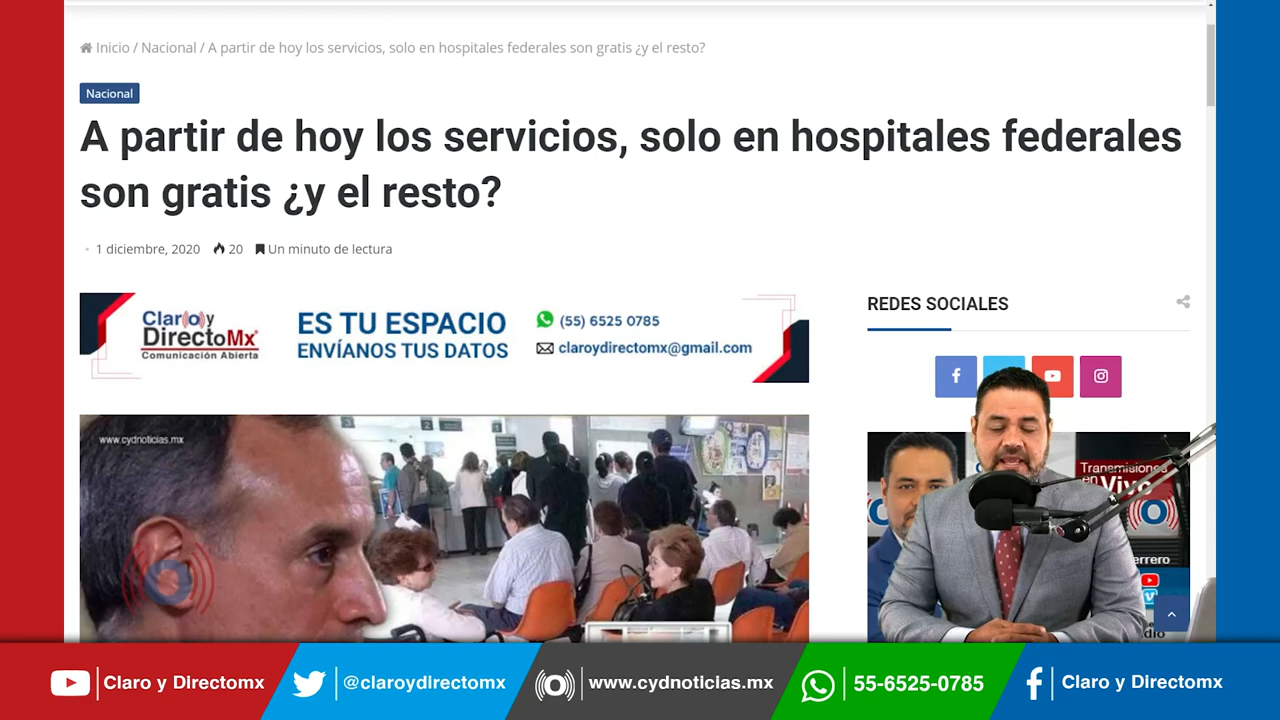 Inicio / Nacional / A partir de hoy los servicios, solo en hospitales federales son gratis ¿y el resto?
Nacional
A partir de hoy los servicios, solo en hospitales federales
son gratis ¿y el resto?
1 diciembre, 2020 20 Un minuto de lectura
Claro y
DirectoMx
Comunicación Abierta
ES TU ESPACIO
ENVÍANOS TUS DATOS
(55) 6525 0785
claroydirectomx@gmail.com
REDES SOCIALES
www.cydnoticias.mx
3
2
1
Transmisiones
en Vivo
Claro y Directomx
@claroydirectomx
www.cydnoticias.mx
55-6525-0785
Claro y Directomx